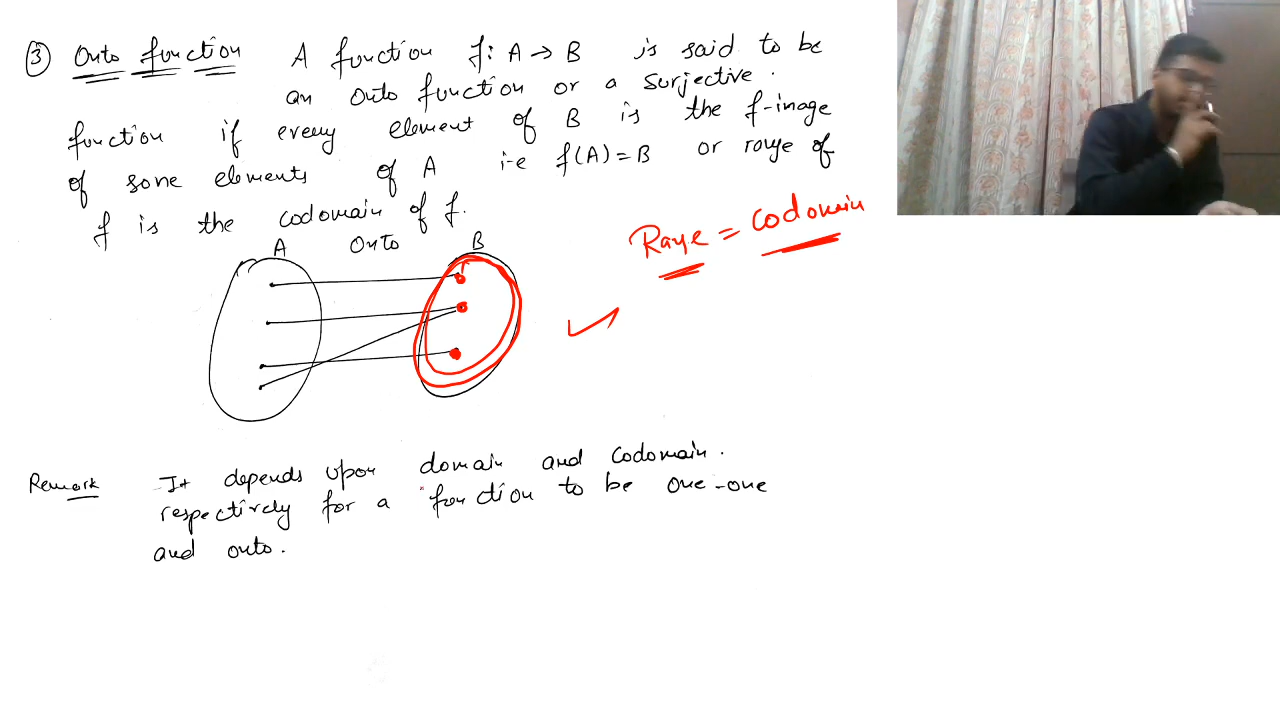 ③ Onto function A function f: A → B is said to be
an onto function or a surjective.
function if every element of B is the f-image
of some elements of A i-e f(A) = B or range of
f is the codomain of f.
A Onto B
Range = codomain
Remark It depends upon domain and codomain.
respectively for a function to be one-one
and onto.